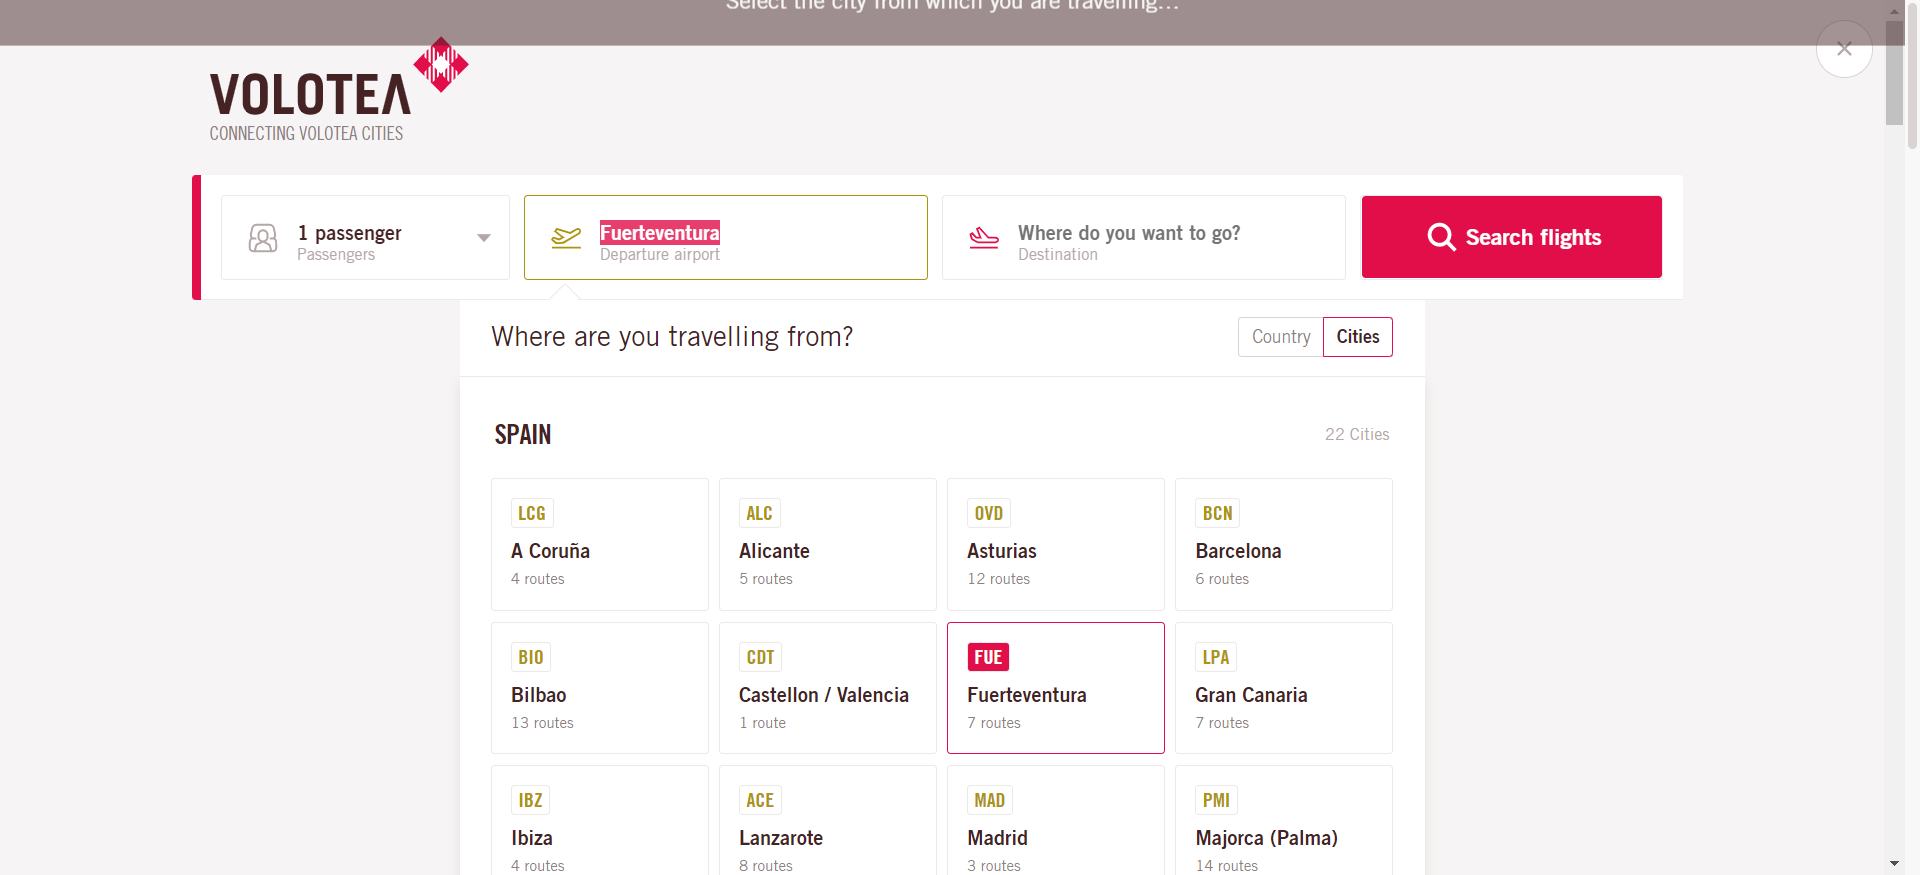 Select the city from which you are travelling...
VOLOTEA
CONNECTING VOLOTEA CITIES
1 passenger
Passengers
Fuerteventura
Departure airport
Where do you want to go?
Destination
Search flights
Where are you travelling from?
Country
Cities
SPAIN
22 Cities
LCG
A Coruña
4 routes
ALC
Alicante
5 routes
OVD
Asturias
12 routes
BCN
Barcelona
6 routes
BIO
Bilbao
13 routes
CDT
Castellon / Valencia
1 route
FUE
Fuerteventura
7 routes
LPA
Gran Canaria
7 routes
IBZ
Ibiza
4 routes
ACE
Lanzarote
8 routes
MAD
Madrid
3 routes
PMI
Majorca (Palma)
14 routes